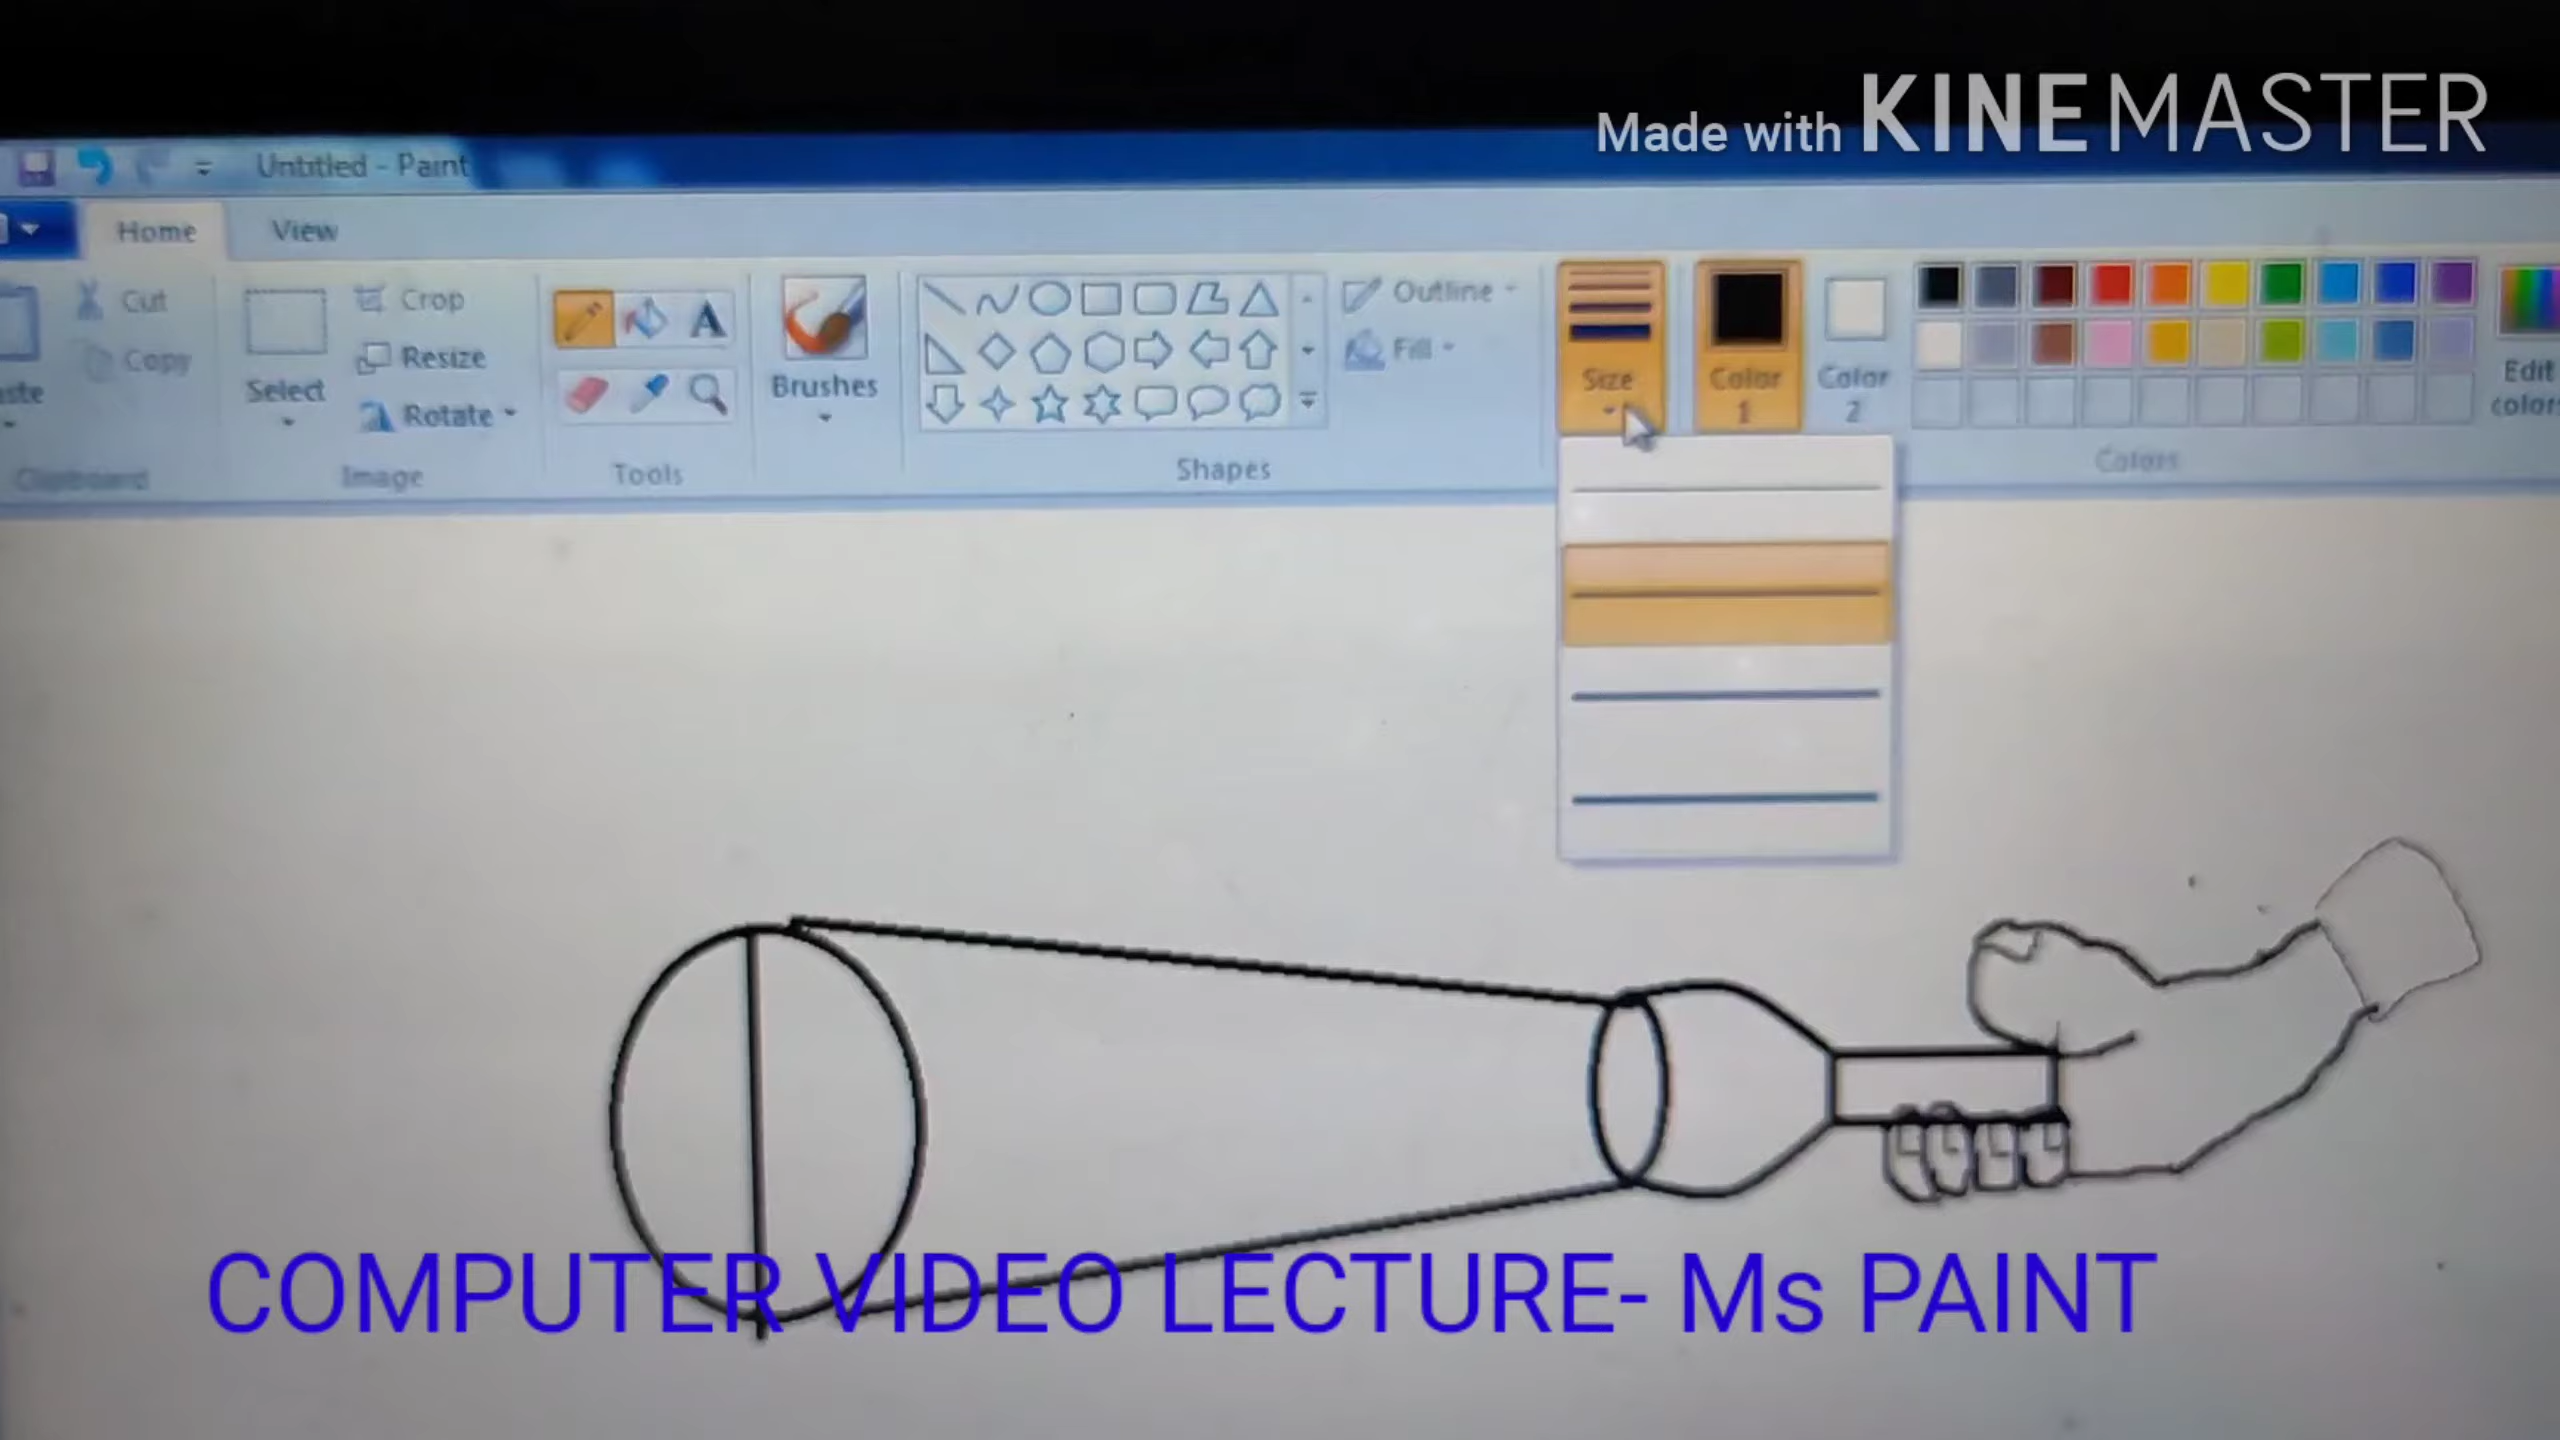 Made with KINEMASTER
Untitled - Paint
Home View
Cut
Copy
Select
Crop
Resize
Rotate
Brushes
Outline
Fill
Size
Color 1
Color 2
Edit
Clipboard
Image
Tools
Shapes
Colors
COMPUTER VIDEO LECTURE- Ms PAINT